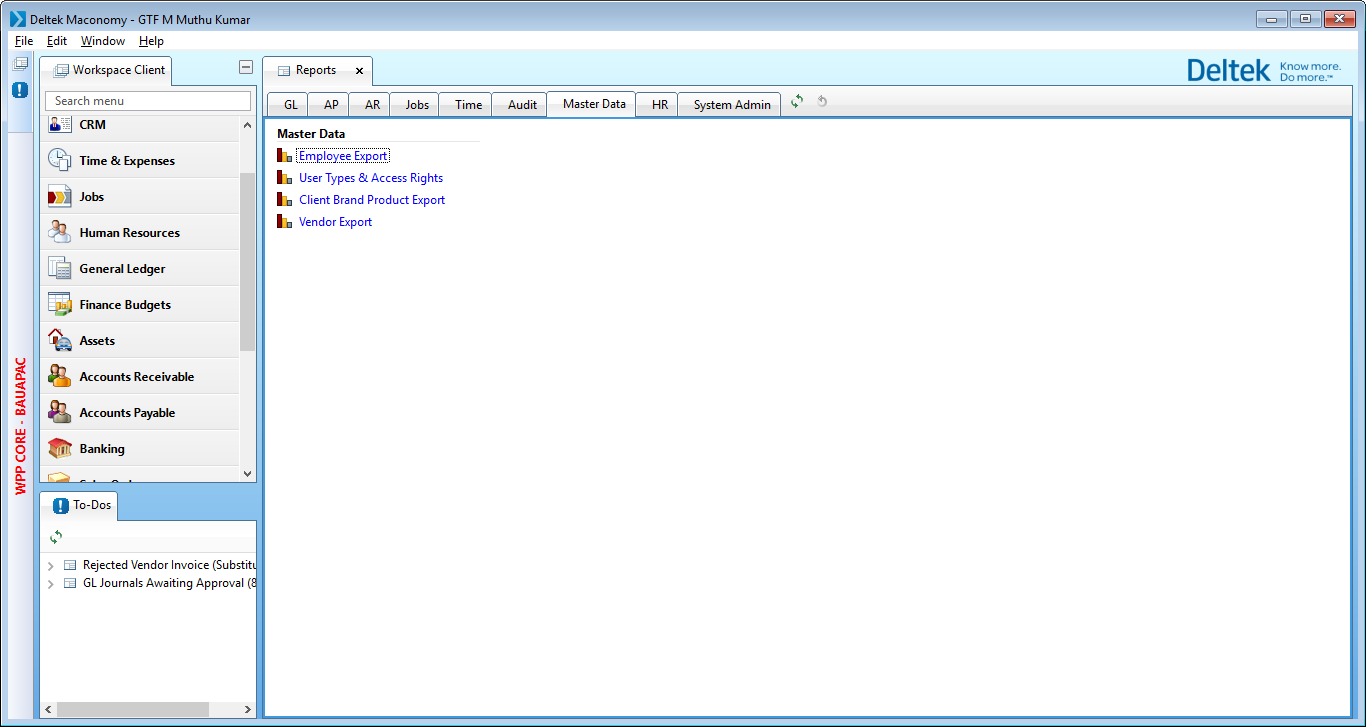 Deltek Maconomy - GTF M Muthu Kumar
File Edit Window Help
Workspace Client
Reports
Deltek Know more.
Do more.™
Search menu
GL AP AR Jobs Time Audit Master Data HR System Admin
CRM
Time & Expenses
Jobs
Human Resources
General Ledger
Finance Budgets
Assets
Accounts Receivable
Accounts Payable
Banking
Master Data
Employee Export
User Types & Access Rights
Client Brand Product Export
Vendor Export
WPP CORE - BAUAPAC
To-Dos
Rejected Vendor Invoice (Substitu
GL Journals Awaiting Approval (8